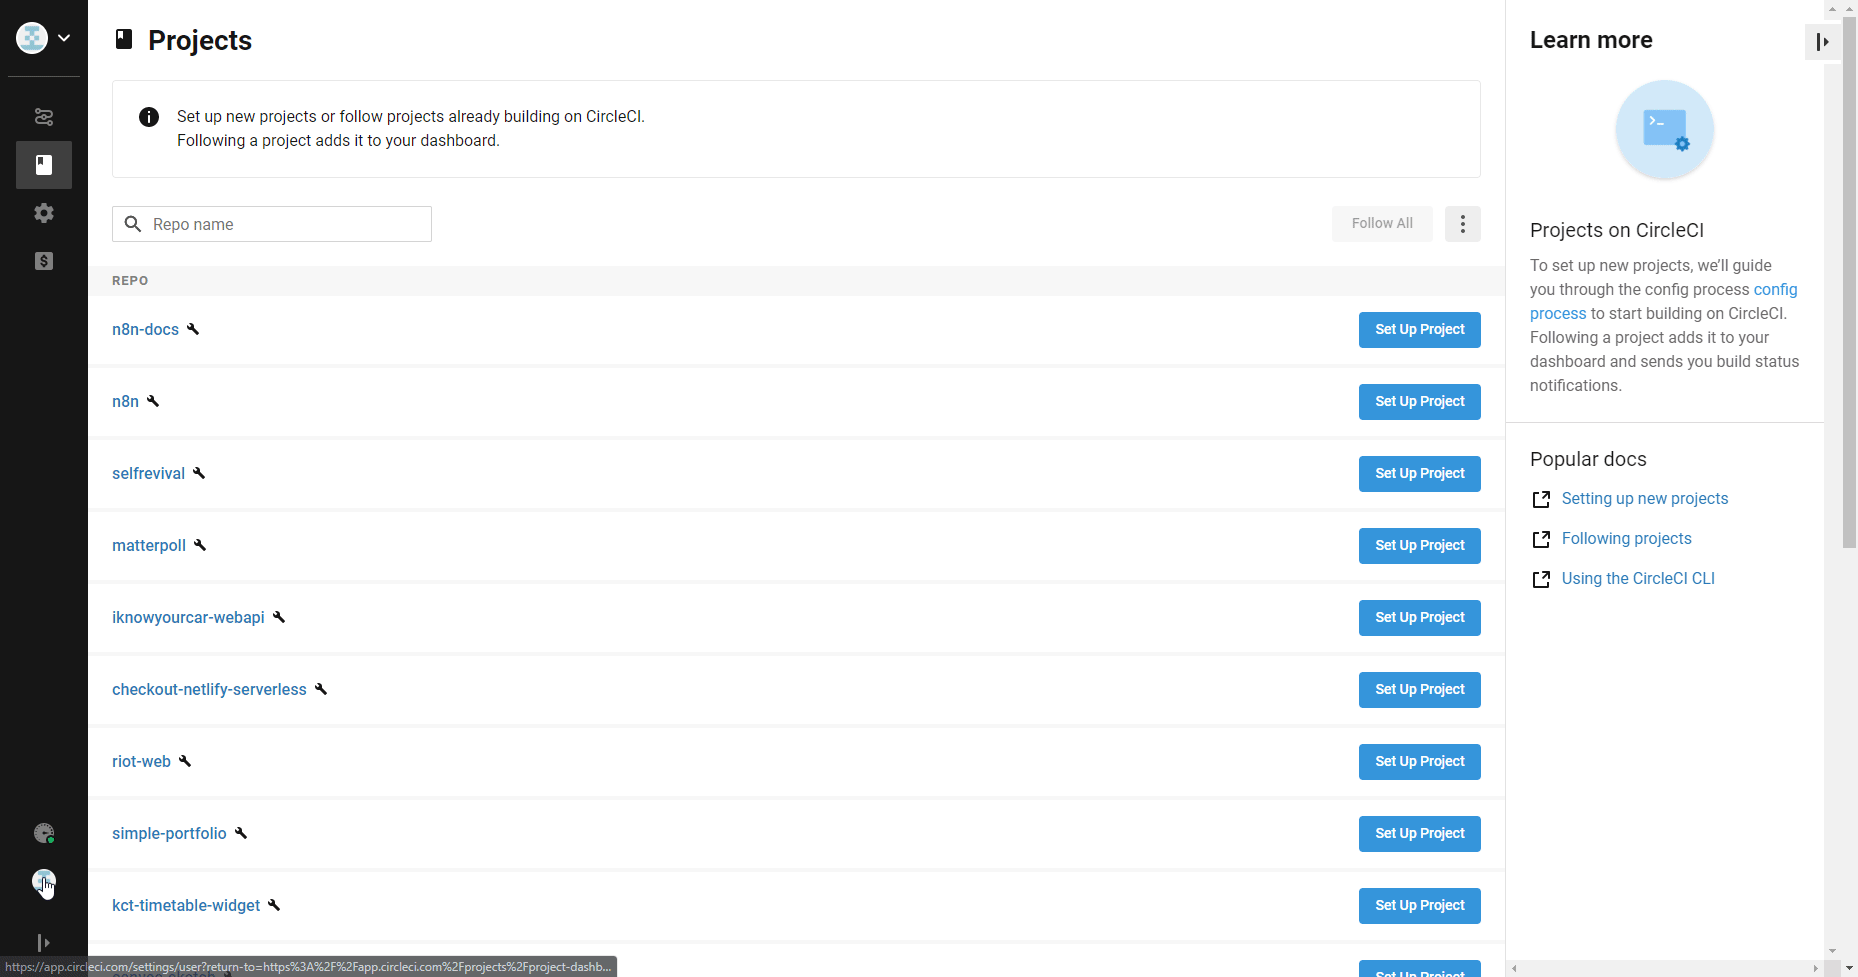 Projects
Set up new projects or follow projects already building on CircleCI.
Following a project adds it to your dashboard.
Repo name
Follow All
REPO
n8n-docs
Set Up Project
n8n
Set Up Project
selfrevival
Set Up Project
matterpoll
Set Up Project
iknowyourcar-webapi
Set Up Project
checkout-netlify-serverless
Set Up Project
riot-web
Set Up Project
simple-portfolio
Set Up Project
kct-timetable-widget
Set Up Project
Set Up Project
https://app.circleci.com/settings/user?return-to=https%3A%2F%2Fapp.circleci.com%2Fprojects%2Fproject-dashb...
Learn more
>_
Projects on CircleCI
To set up new projects, we’ll guide
you through the config process config
process to start building on CircleCI.
Following a project adds it to your
dashboard and sends you build status
notifications.
Popular docs
Setting up new projects
Following projects
Using the CircleCI CLI